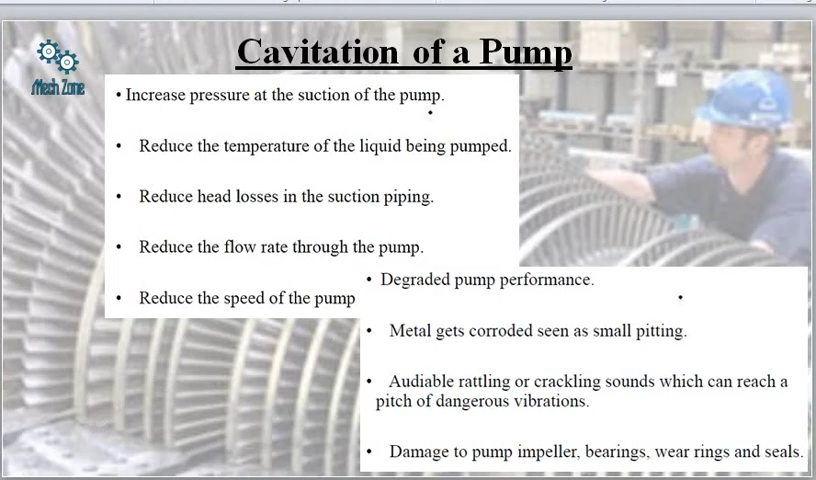 Cavitation of a Pump
Mech Zone
• Increase pressure at the suction of the pump.
•
• Reduce the temperature of the liquid being pumped.
• Reduce head losses in the suction piping.
• Reduce the flow rate through the pump.
• Reduce the speed of the pump
• Degraded pump performance.
•
• Metal gets corroded seen as small pitting.
• Audiable rattling or crackling sounds which can reach a
pitch of dangerous vibrations.
• Damage to pump impeller, bearings, wear rings and seals.